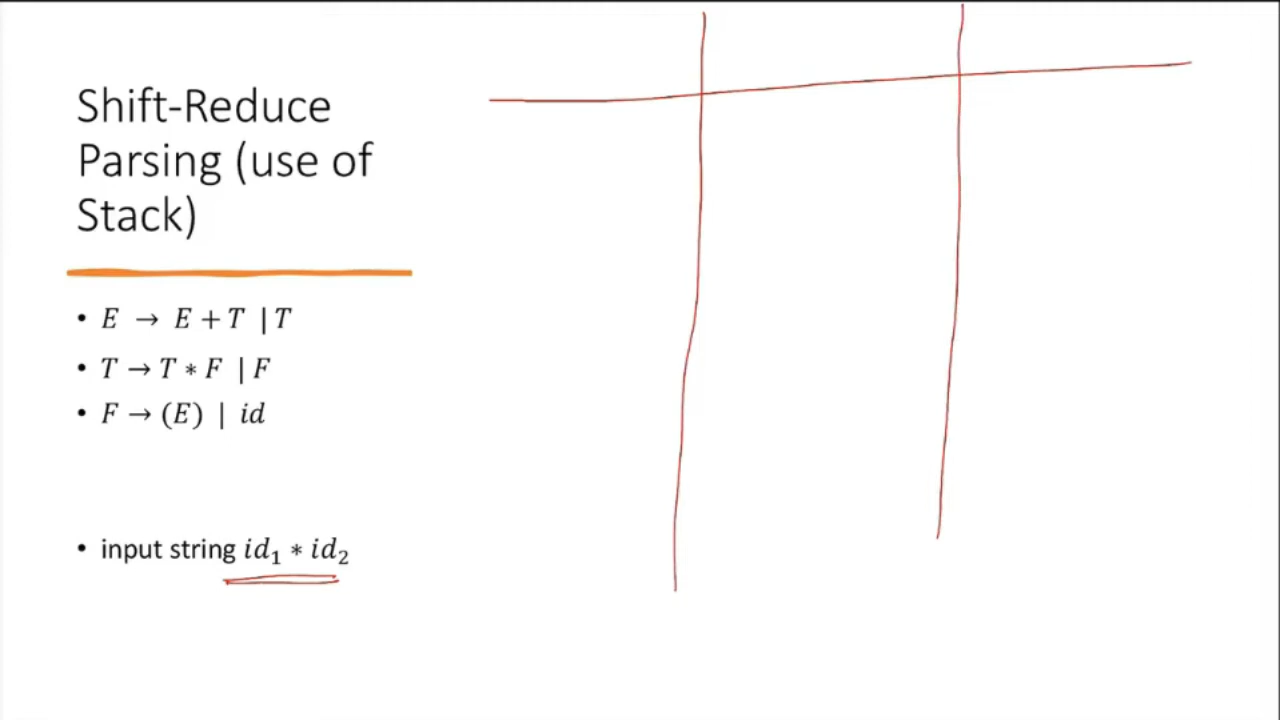 Shift-Reduce
Parsing (use of
Stack)
• E → E + T | T
• T → T * F | F
• F → (E) | id
• input string id₁ * id₂